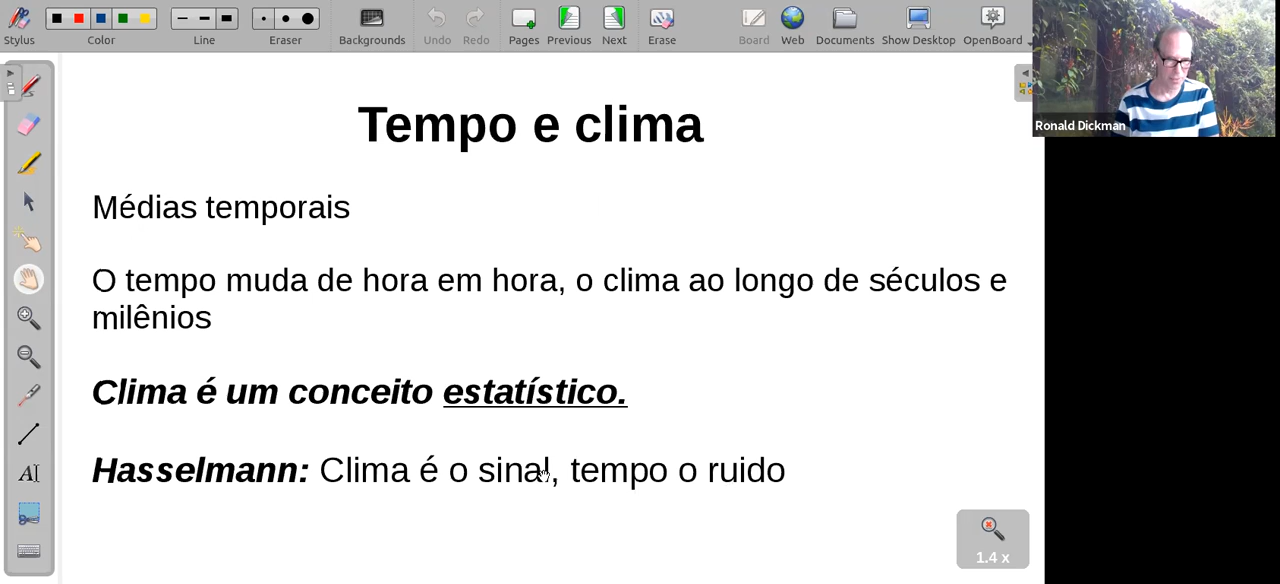 Stylus Color Line Eraser Backgrounds Undo Redo Pages Previous Next Erase Board Web Documents Show Desktop OpenBoard
Ronald Dickman
Tempo e clima
Médias temporais
O tempo muda de hora em hora, o clima ao longo de séculos e
milênios
Clima é um conceito estatístico.
Hasselmann: Clima é o sinal, tempo o ruido
1.4 x